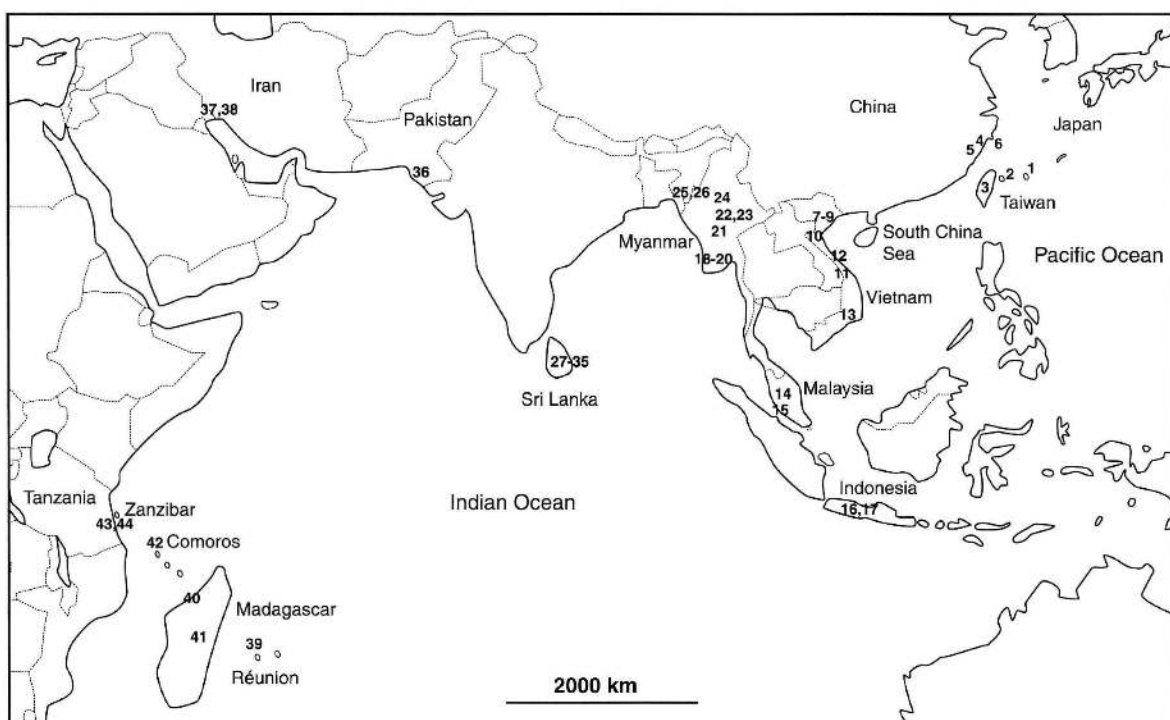 Iran
China
37,38
Pakistan
4
6
5
Japan
36
1
2
3
25,26
24
Taiwan
22,23
7-9
21
10
South China
Sea
Myanmar
12
Pacific Ocean
18-20
11
Vietnam
13
27-35
14
Malaysia
Sri Lanka
15
Indonesia
Tanzania
Zanzibar
Indian Ocean
16,17
43,44
42
Comoros
40
Madagascar
41
39
Réunion
2000 km